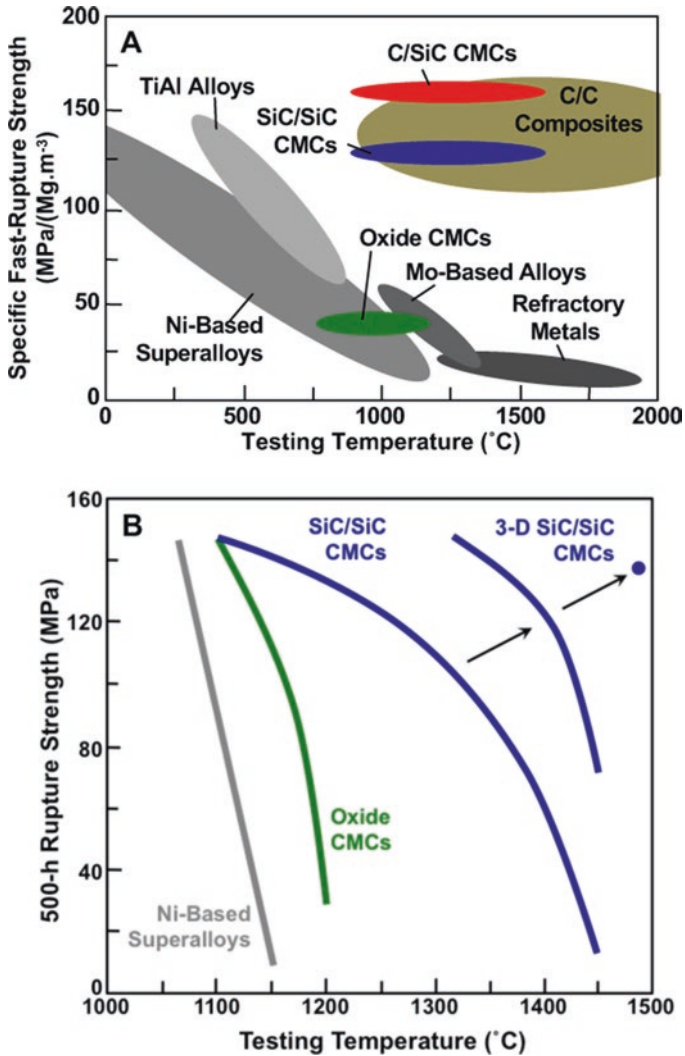 A
200
150
100
50
0
Specific Fast-Rupture Strength
(MPa/(Mg.m-3)
TiAl Alloys
C/SiC CMCs
SiC/SiC
CMCs
C/C
Composites
Oxide CMCs
Mo-Based Alloys
Refractory
Metals
Ni-Based
Superalloys
0
500
1000
1500
2000
Testing Temperature (˚C)
B
160
120
80
40
0
500-h Rupture Strength (MPa)
SiC/SiC
CMCs
3-D SiC/SiC
CMCs
Oxide
CMCs
Ni-Based
Superalloys
1000
1100
1200
1300
1400
1500
Testing Temperature (˚C)